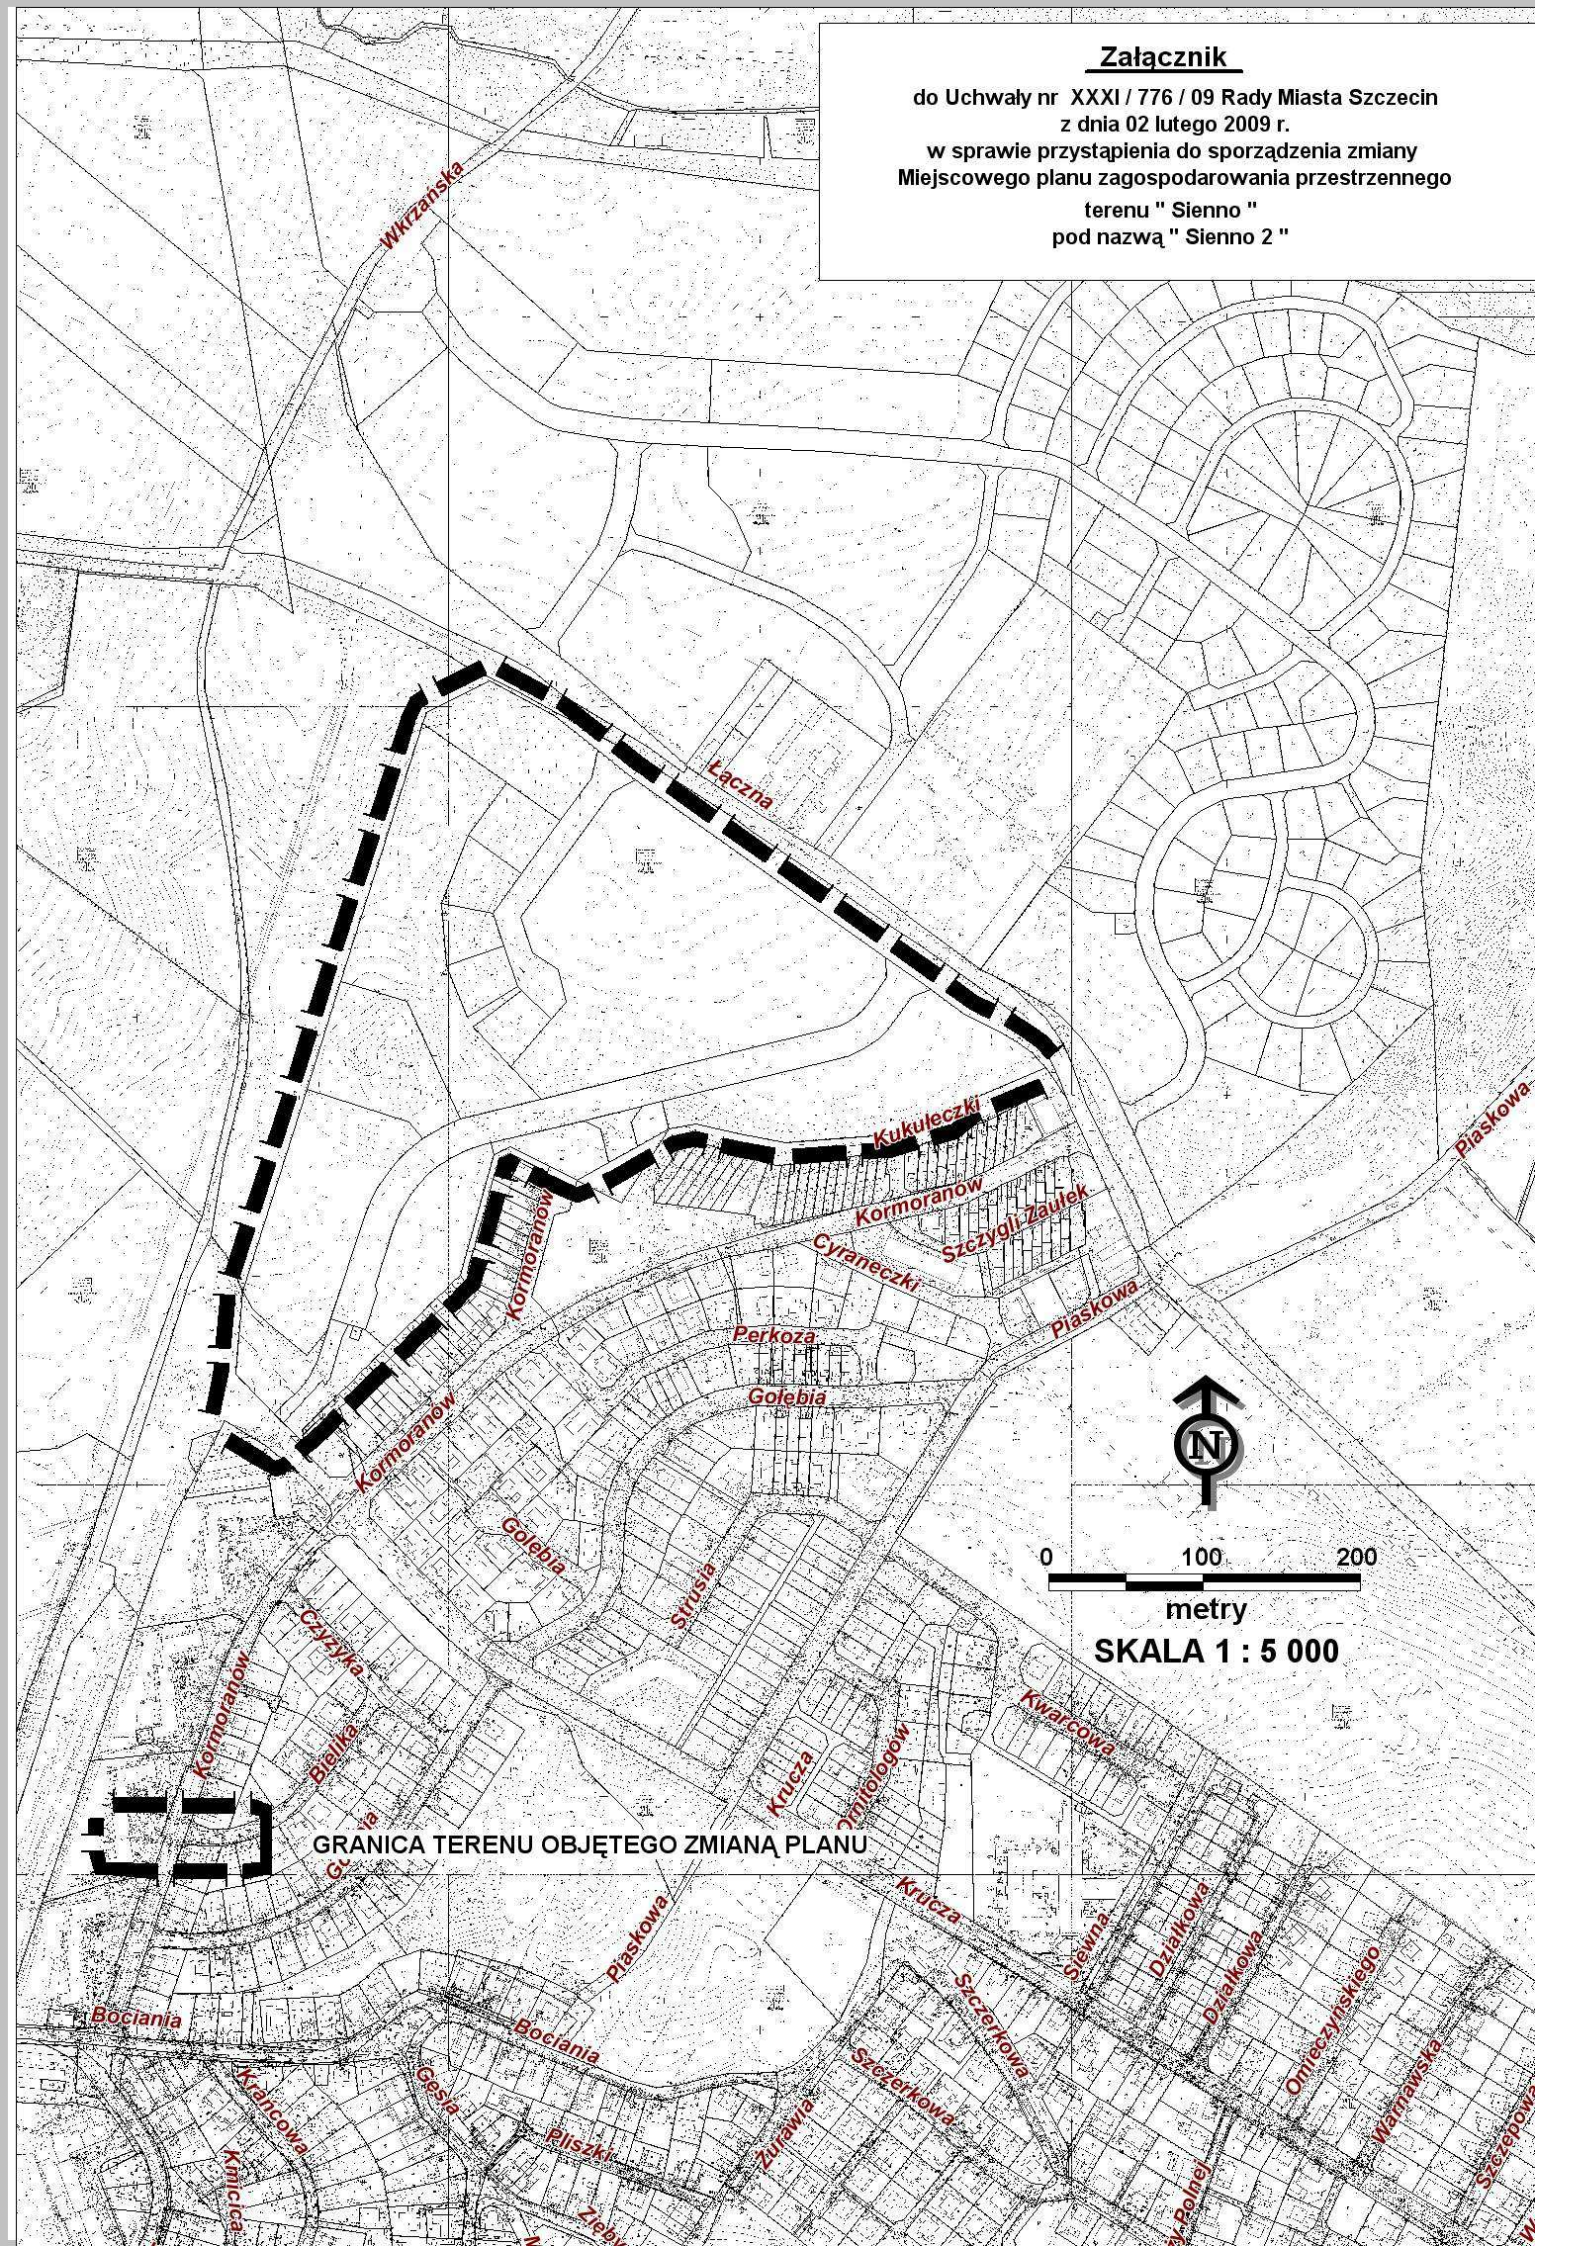 Załącznik
do Uchwały nr XXXI / 776 / 09 Rady Miasta Szczecin
z dnia 02 lutego 2009 r.
w sprawie przystąpienia do sporządzenia zmiany
Miejscowego planu zagospodarowania przestrzennego
terenu " Sienno "
pod nazwą " Sienno 2 "
Wkrzańska
Łączna
Kukułeczki
Piaskowa
Kormoranów
Kormoranów
Szczygli Zaułek
Cyraneczki
Piaskowa
Perkoza
Gołębia
Kormoranów
N
Gołębia
Strusia
0 100 200
metry
SKALA 1 : 5 000
Czyżyka
Kormoranów
Bielika
Kwarcowa
Krucza
Ornitologów
GRANICA TERENU OBJĘTEGO ZMIANĄ PLANU
Krucza
Piaskowa
Siewna
Działkowa
Działkowa
Omieczyńskiego
Bociania
Bociania
Szczerkowa
Szczerkowa
Warnawska
Krańcowa
Gęsia
Kmicica
Pliszki
Żurawia
Szczepowa
Polnej